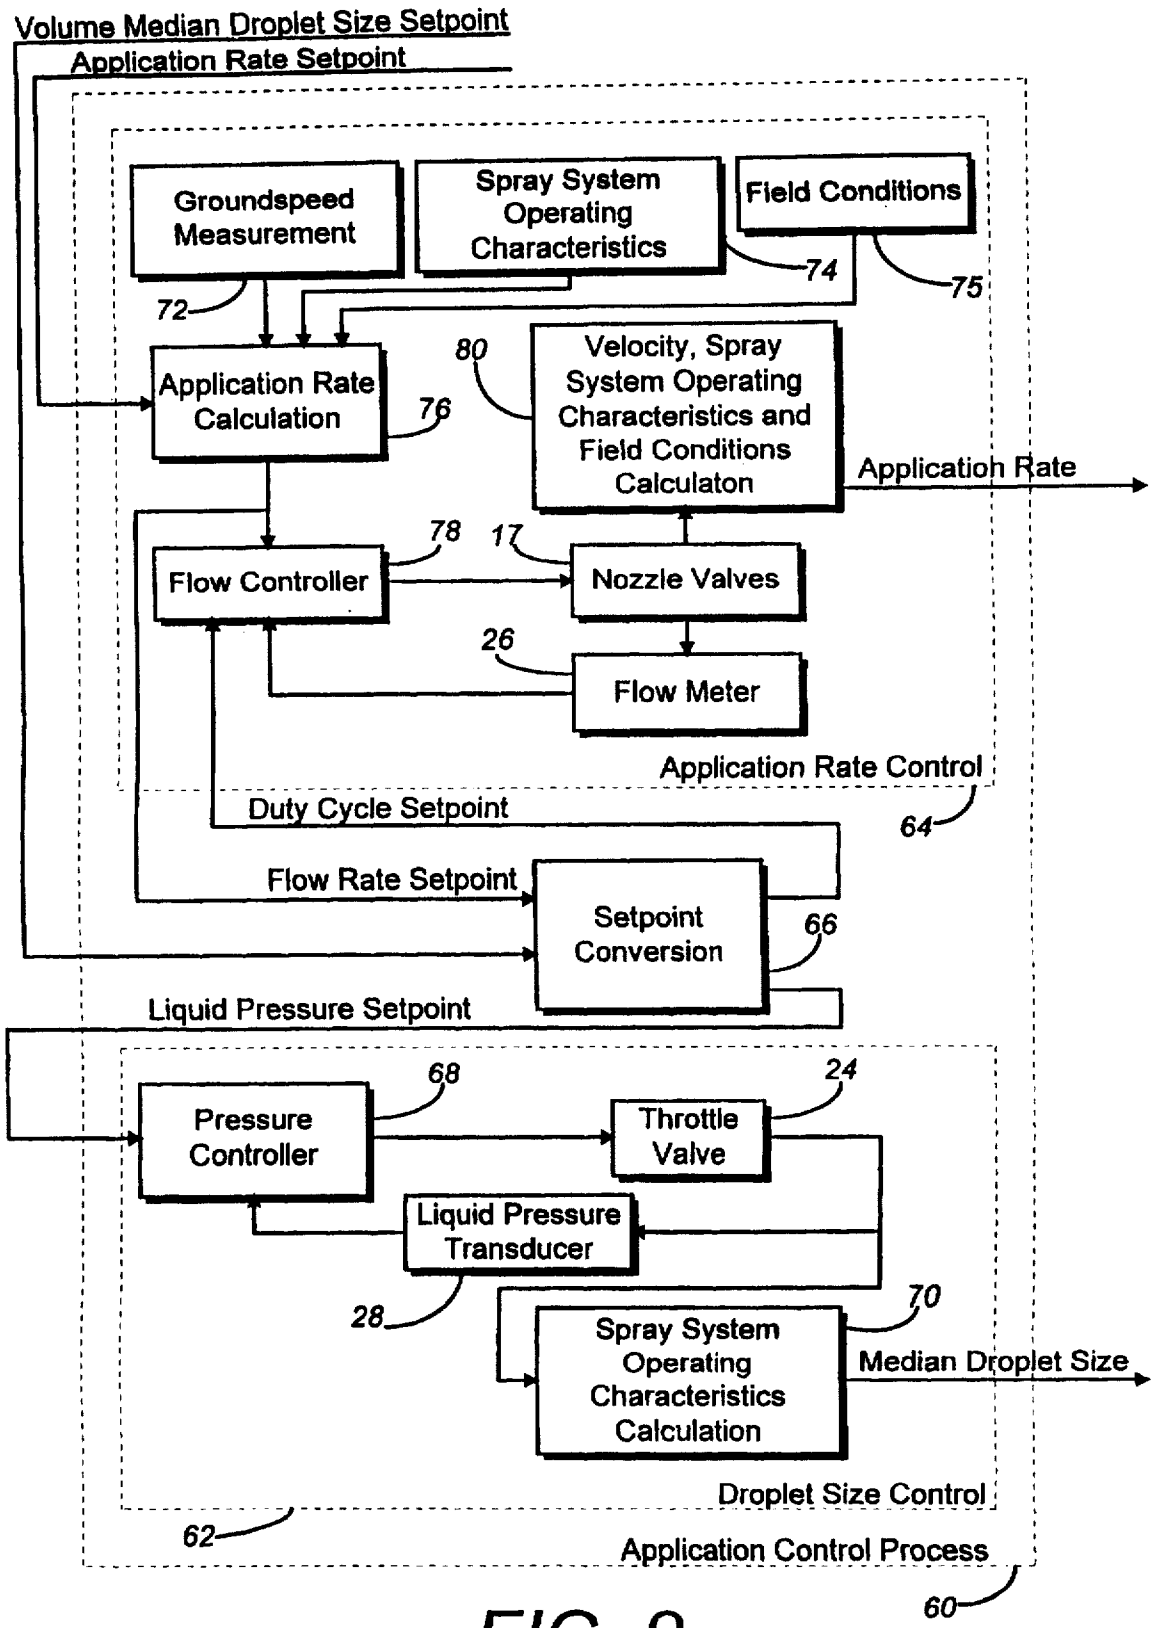 Volume Median Droplet Size Setpoint
Application Rate Setpoint
Groundspeed
Measurement
72
Spray System
Operating
Characteristics
74
Field Conditions
75
Application Rate
Calculation
76
80
Velocity, Spray
System Operating
Characteristics and
Field Conditions
Calculaton
Application Rate
Flow Controller
78
17
Nozzle Valves
26
Flow Meter
Application Rate Control
64
Duty Cycle Setpoint
Flow Rate Setpoint
Setpoint
Conversion
66
Liquid Pressure Setpoint
Pressure
Controller
68
Throttle
Valve
24
Liquid Pressure
Transducer
28
Spray System
Operating
Characteristics
Calculation
70
Median Droplet Size
Droplet Size Control
62
Application Control Process
60
FIG.